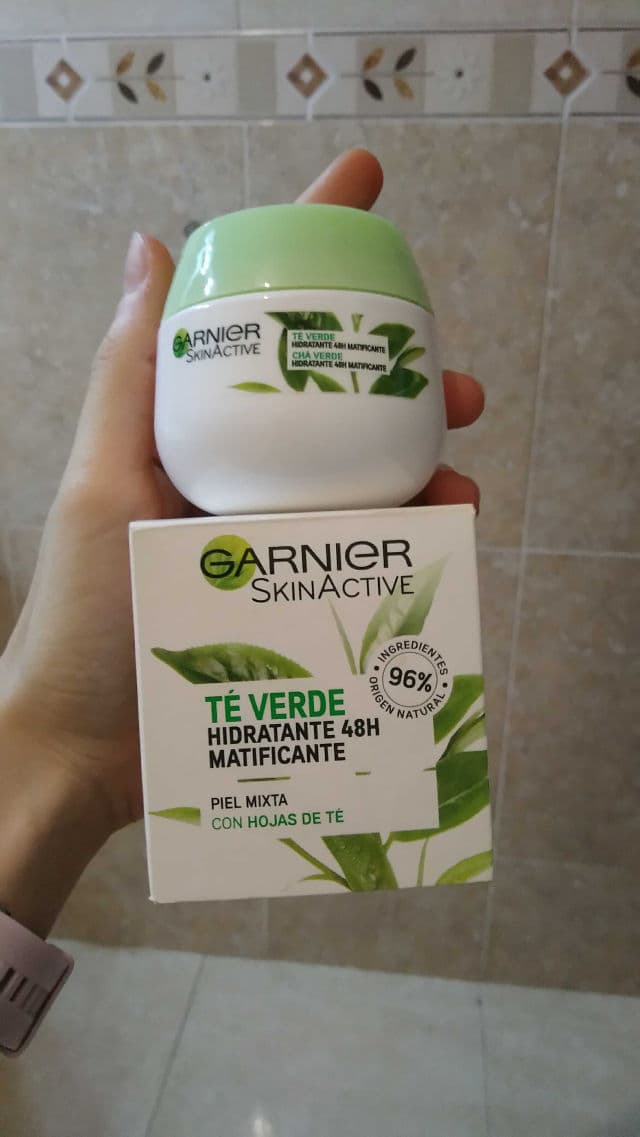 GARNIER
SKINACTIVE
TÉ VERDE
HIDRATANTE 48H MATIFICANTE
CHÁ VERDE
HIDRATANTE 48H MATIFICANTE
GARNIER
SKINACTIVE
INGREDIENTES
96%
ORIGEN NATURAL
TÉ VERDE
HIDRATANTE 48H
MATIFICANTE
PIEL MIXTA
CON HOJAS DE TÉ